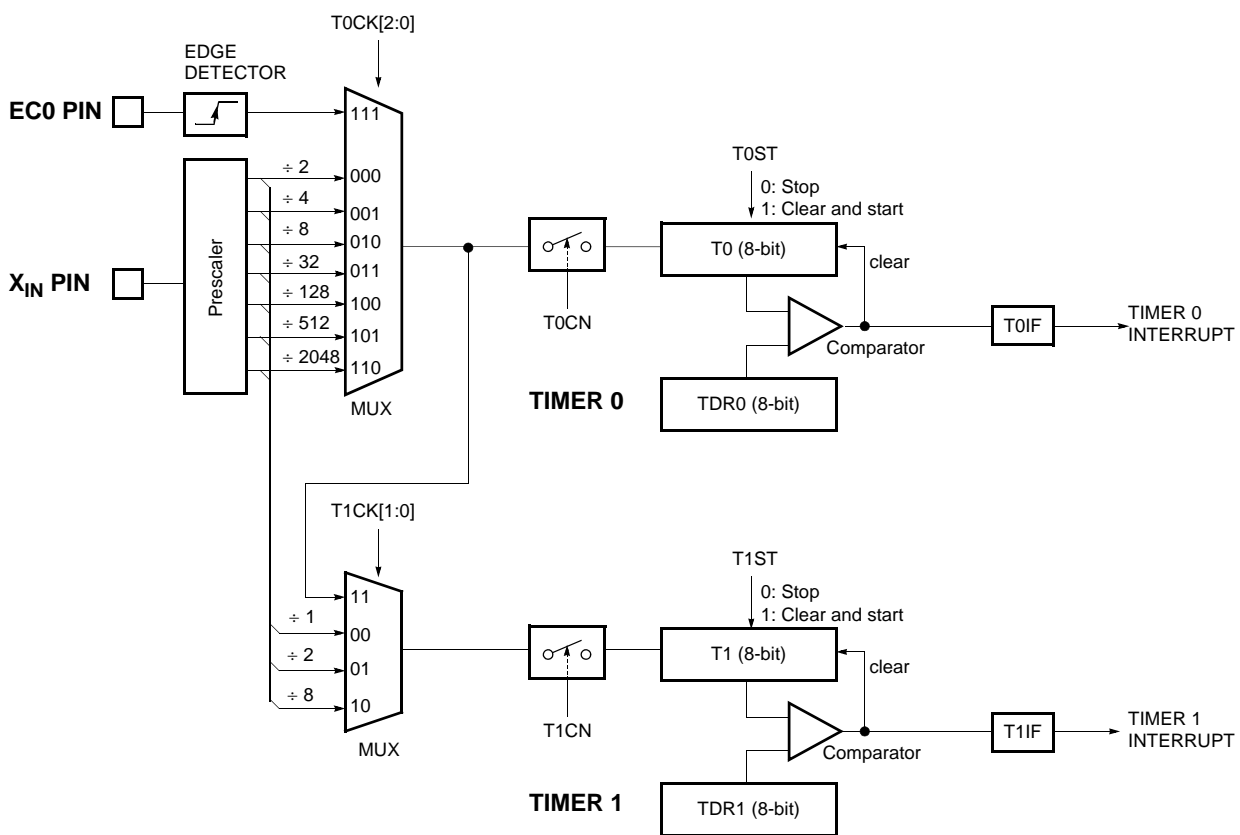 T0CK[2:0]
EDGE
DETECTOR
EC0 PIN
111
T0ST
0: Stop
1: Clear and start
÷ 2
000
÷ 4
001
÷ 8
010
÷ 32
011
÷ 128
100
÷ 512
101
÷ 2048
110
XIN PIN
Prescaler
MUX
T0CN
T0 (8-bit)
clear
Comparator
T0IF
TIMER 0
INTERRUPT
TIMER 0
TDR0 (8-bit)
T1CK[1:0]
T1ST
0: Stop
1: Clear and start
11
÷ 1
00
÷ 2
01
÷ 8
10
MUX
T1CN
T1 (8-bit)
clear
Comparator
T1IF
TIMER 1
INTERRUPT
TIMER 1
TDR1 (8-bit)